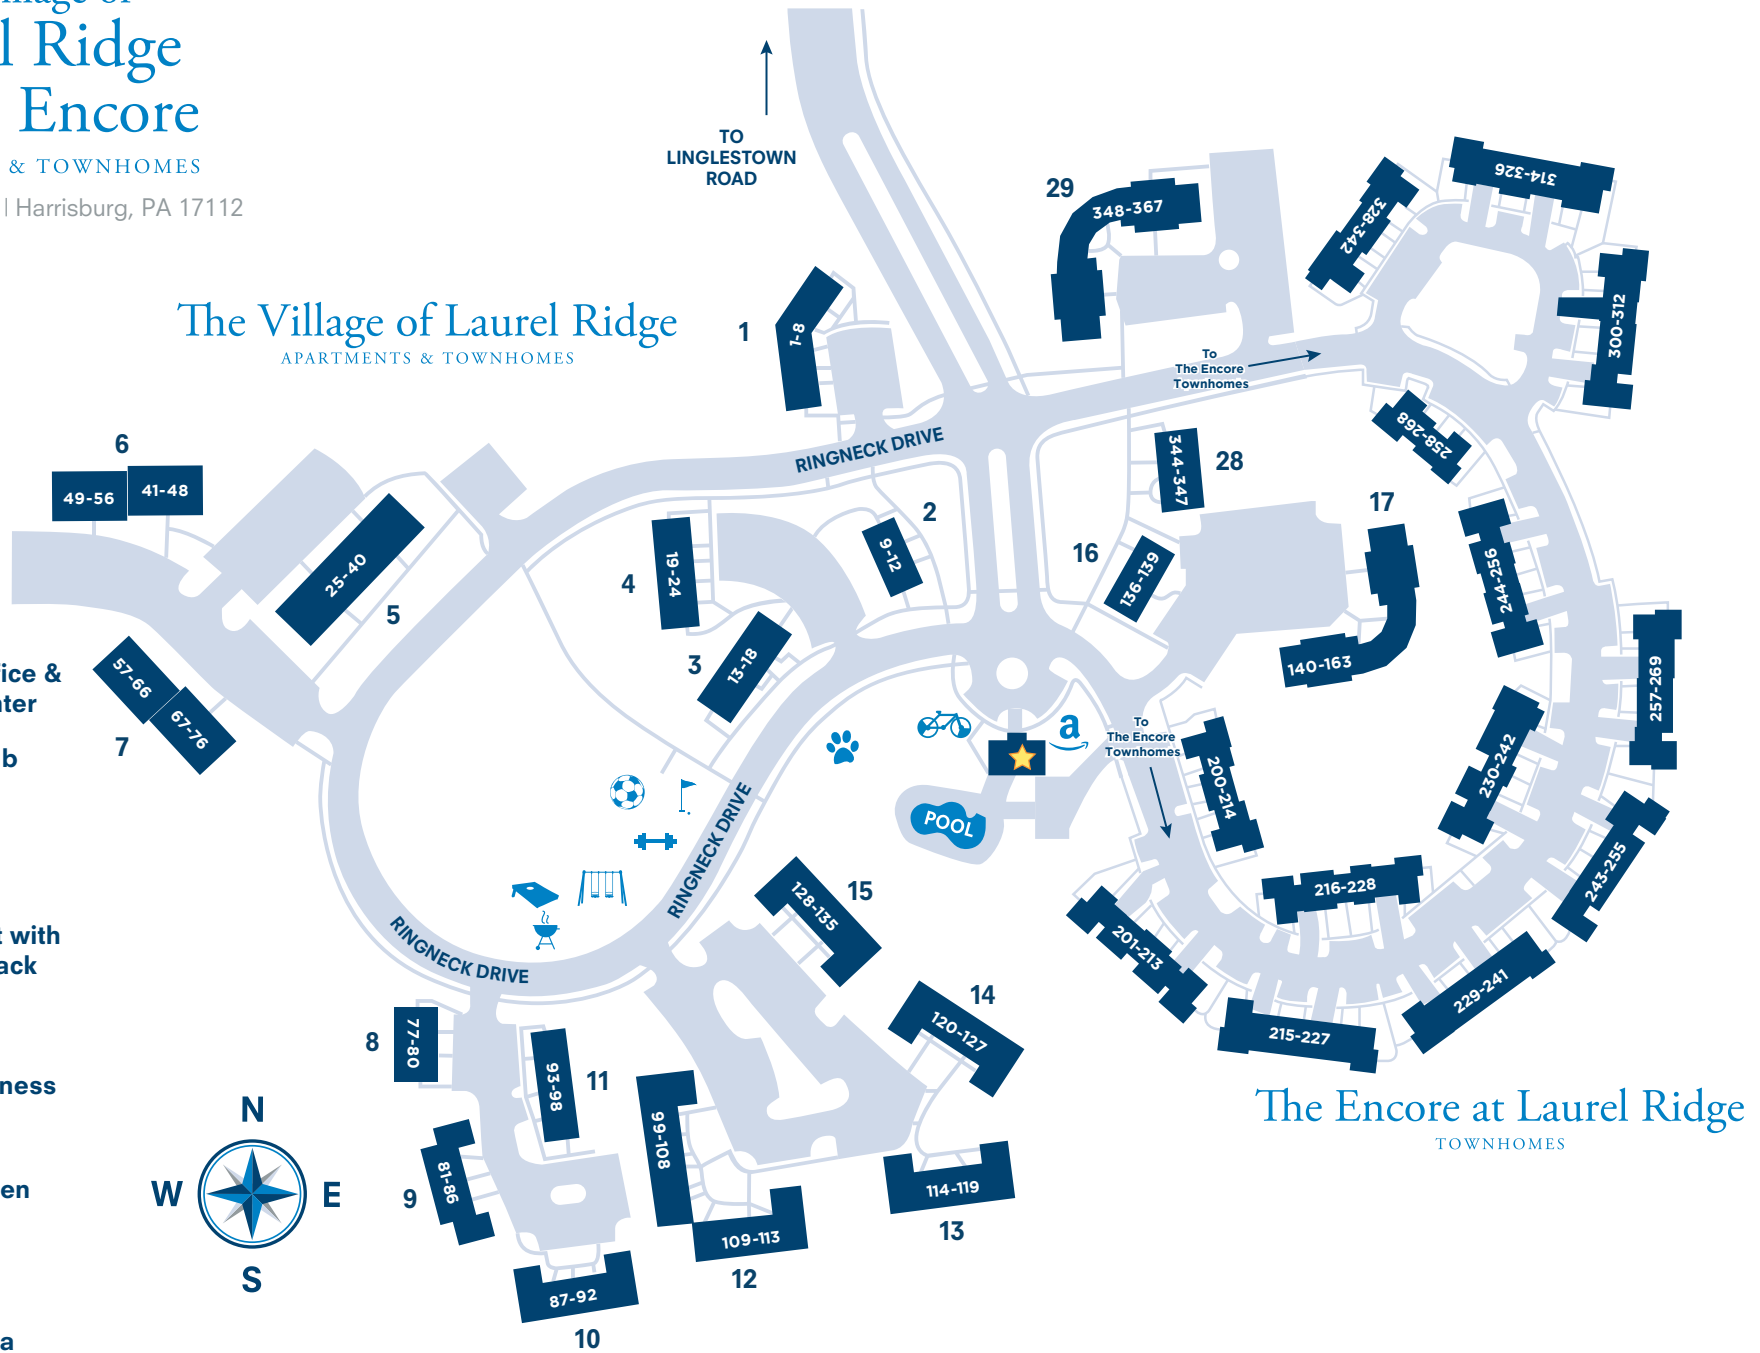 l Ridge
Encore
& TOWNHOMES
| Harrisburg, PA 17112
TO
LINGLESTOWN
ROAD
The Village of Laurel Ridge
APARTMENTS & TOWNHOMES
29
348-367
328-342
314-326
300-312
1
1-8
To
The Encore
Townhomes
258-268
RINGNECK DRIVE
6
49-56
41-48
25-40
5
4
19-24
2
9-12
3
13-18
28
344-347
16
136-139
17
140-163
244-256
257-269
57-66
67-76
7
fice &
nter
b
t with
ack
ness
en
a
a
To
The Encore
Townhomes
200-214
230-242
243-255
216-228
201-213
229-241
215-227
POOL
RINGNECK DRIVE
RINGNECK DRIVE
15
128-135
14
120-127
8
77-80
11
93-98
99-108
9
81-86
114-119
13
109-113
12
87-92
10
The Encore at Laurel Ridge
TOWNHOMES
N
W
E
S